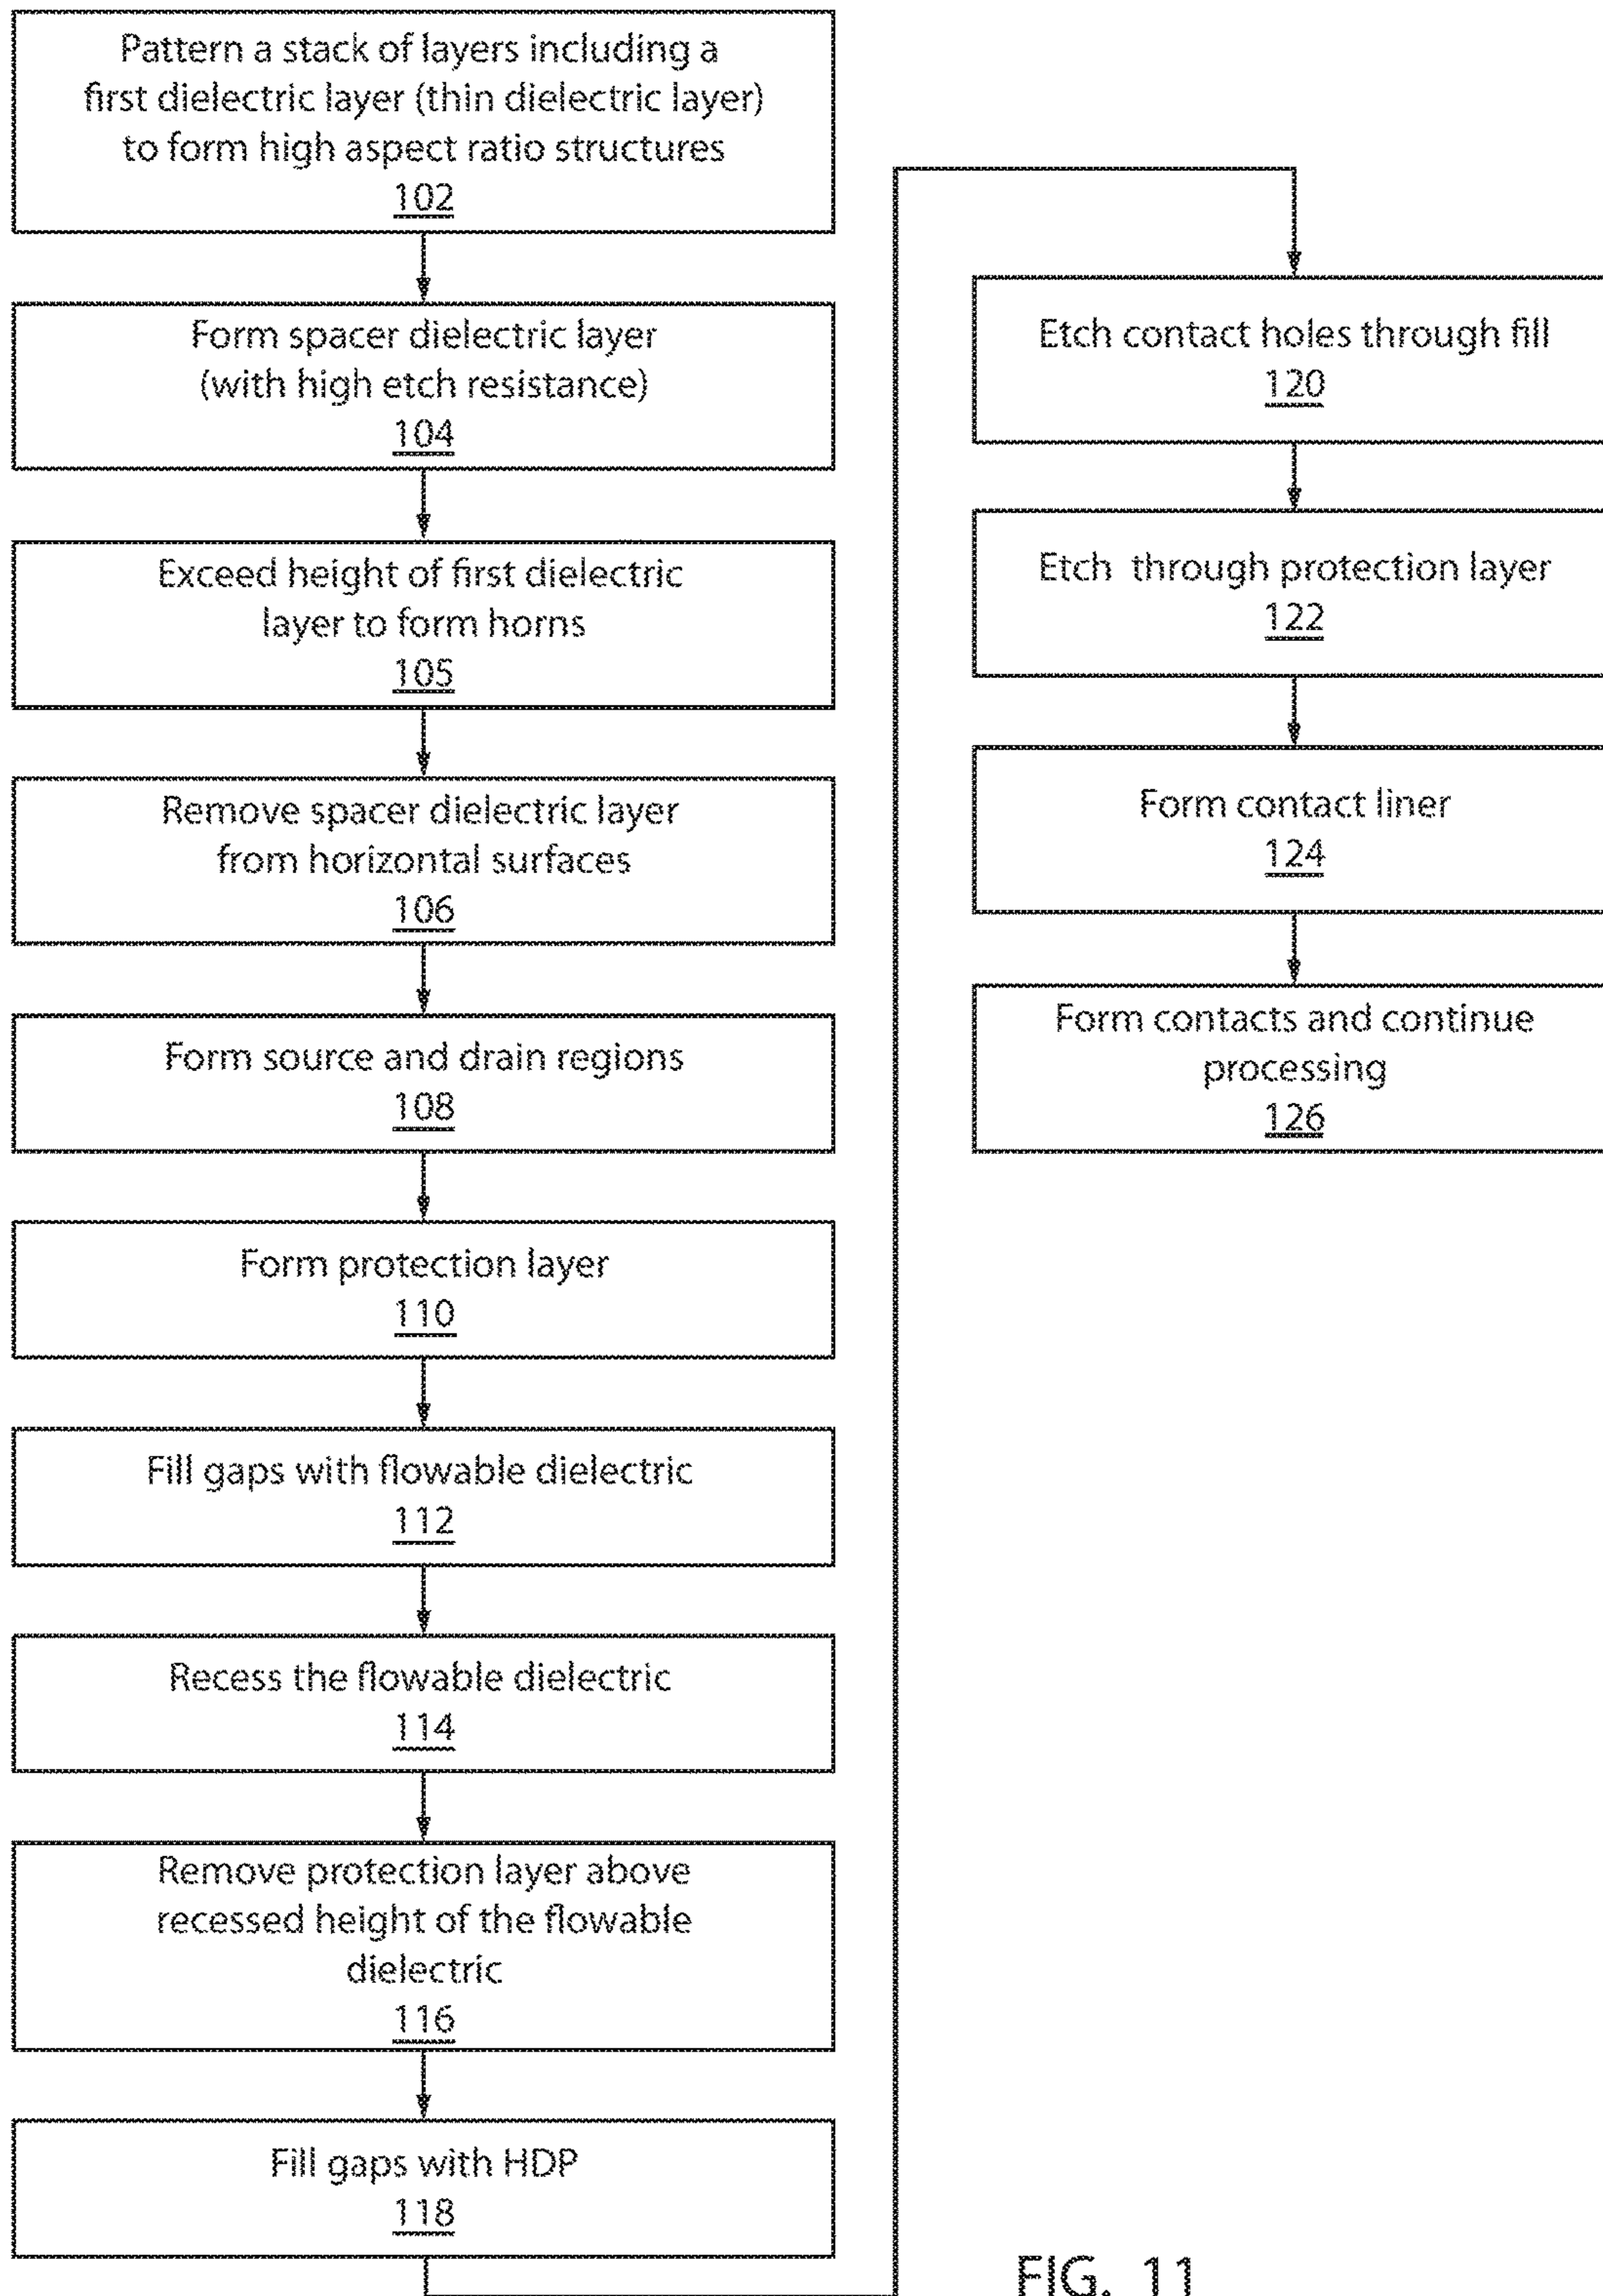 Pattern a stack of layers including a
first dielectric layer (thin dielectric layer)
to form high aspect ratio structures
102
Form spacer dielectric layer
(with high etch resistance)
104
Exceed height of first dielectric
layer to form horns
105
Remove spacer dielectric layer
from horizontal surfaces
106
Form source and drain regions
108
Form protection layer
110
Fill gaps with flowable dielectric
112
Recess the flowable dielectric
114
Remove protection layer above
recessed height of the flowable
dielectric
116
Fill gaps with HDP
118
Etch contact holes through fill
120
Etch through protection layer
122
Form contact liner
124
Form contacts and continue
processing
126
FIG. 11